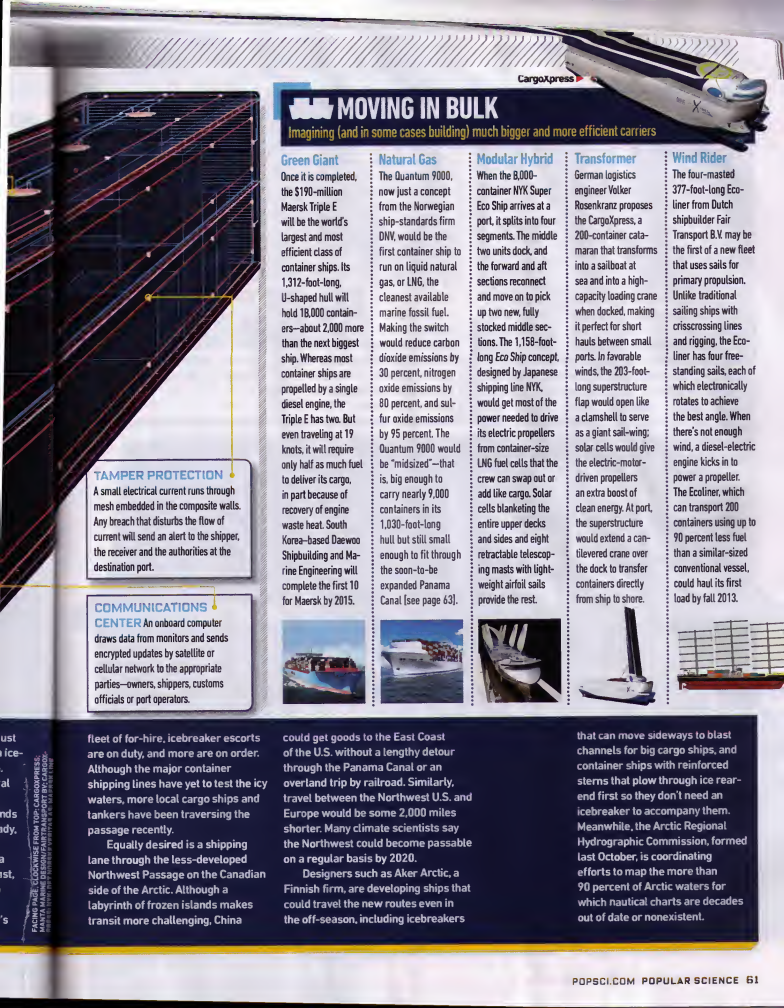 CargoXpress
MOVING IN BULK
Imagining (and in some cases building) much bigger and more efficient carriers
Green Giant
Once it is completed,
the $190-million
Maersk Triple E
will be the world's
largest and most
efficient class of
container ships. Its
1,312-foot-long,
U-shaped hull will
hold 18,000 contain-
ers—about 2,000 more
than the next biggest
ship. Whereas most
container ships are
propelled by a single
diesel engine, the
Triple E has two. But
even traveling at 19
knots, it will require
only half as much fuel
to deliver its cargo,
in part because of
recovery of engine
waste heat. South
Korea-based Daewoo
Shipbuilding and Ma-
rine Engineering will
complete the first 10
for Maersk by 2015.
Natural Gas
The Quantum 9000,
now just a concept
from the Norwegian
ship-standards firm
DNV, would be the
first container ship to
run on liquid natural
gas, or LNG, the
cleanest available
marine fossil fuel.
Making the switch
would reduce carbon
dioxide emissions by
30 percent, nitrogen
oxide emissions by
80 percent, and sul-
fur oxide emissions
by 95 percent. The
Quantum 9000 would
be "midsized"—that
is, big enough to
carry nearly 9,000
containers in its
1,030-foot-long
hull but still small
enough to fit through
the soon-to-be
expanded Panama
Canal [see page 63].
Modular Hybrid
When the 8,000-
container NYK Super
Eco Ship arrives at a
port, it splits into four
segments. The middle
two units dock, and
the forward and aft
sections reconnect
and move on to pick
up two new, fully
stocked middle sec-
tions. The 1,158-foot-
long Eco Ship concept,
designed by Japanese
shipping line NYK,
would get most of the
power needed to drive
its electric propellers
from container-size
LNG fuel cells that the
crew can swap out or
add like cargo. Solar
cells blanketing the
entire upper decks
and sides and eight
retractable telescop-
ing masts with light-
weight airfoil sails
provide the rest.
Transformer
German logistics
engineer Volker
Rosenkranz proposes
the CargoXpress, a
200-container cata-
maran that transforms
into a sailboat at
sea and into a high-
capacity loading crane
when docked, making
it perfect for short
hauls between small
ports. In favorable
winds, the 203-foot-
long superstructure
flap would open like
a clamshell to serve
as a giant sail-wing;
solar cells would give
the electric-motor-
driven propellers
an extra boost of
clean energy. At port,
the superstructure
would extend a can-
tilevered crane over
the dock to transfer
containers directly
from ship to shore.
Wind Rider
The four-masted
377-foot-long Eco-
liner from Dutch
shipbuilder Fair
Transport B.V. may be
the first of a new fleet
that uses sails for
primary propulsion.
Unlike traditional
sailing ships with
crisscrossing lines
and rigging, the Eco-
liner has four free-
standing sails, each of
which electronically
rotates to achieve
the best angle. When
there's not enough
wind, a diesel-electric
engine kicks in to
power a propeller.
The Ecoliner, which
can transport 200
containers using up to
90 percent less fuel
than a similar-sized
conventional vessel,
could haul its first
load by fall 2013.
TAMPER PROTECTION
A small electrical current runs through
mesh embedded in the composite walls.
Any breach that disturbs the flow of
current will send an alert to the shipper,
the receiver and the authorities at the
destination port.
COMMUNICATIONS
CENTER An onboard computer
draws data from monitors and sends
encrypted updates by satellite or
cellular network to the appropriate
parties—owners, shippers, customs
officials or port operators.
fleet of for-hire, icebreaker escorts
are on duty, and more are on order.
Although the major container
shipping lines have yet to test the icy
waters, more local cargo ships and
tankers have been traversing the
passage recently.
Equally desired is a shipping
lane through the less-developed
Northwest Passage on the Canadian
side of the Arctic. Although a
labyrinth of frozen islands makes
transit more challenging, China
could get goods to the East Coast
of the U.S. without a lengthy detour
through the Panama Canal or an
overland trip by railroad. Similarly,
travel between the Northwest U.S. and
Europe would be some 2,000 miles
shorter. Many climate scientists say
the Northwest could become passable
on a regular basis by 2020.
Designers such as Aker Arctic, a
Finnish firm, are developing ships that
could travel the new routes even in
the off-season, including icebreakers
that can move sideways to blast
channels for big cargo ships, and
container ships with reinforced
sterns that plow through ice rear-
end first so they don't need an
icebreaker to accompany them.
Meanwhile, the Arctic Regional
Hydrographic Commission, formed
last October, is coordinating
efforts to map the more than
90 percent of Arctic waters for
which nautical charts are decades
out of date or nonexistent.
FACING PAGE, CLOCKWISE FROM TOP: CARGOXPRESS;
POPSCI.COM POPULAR SCIENCE 61